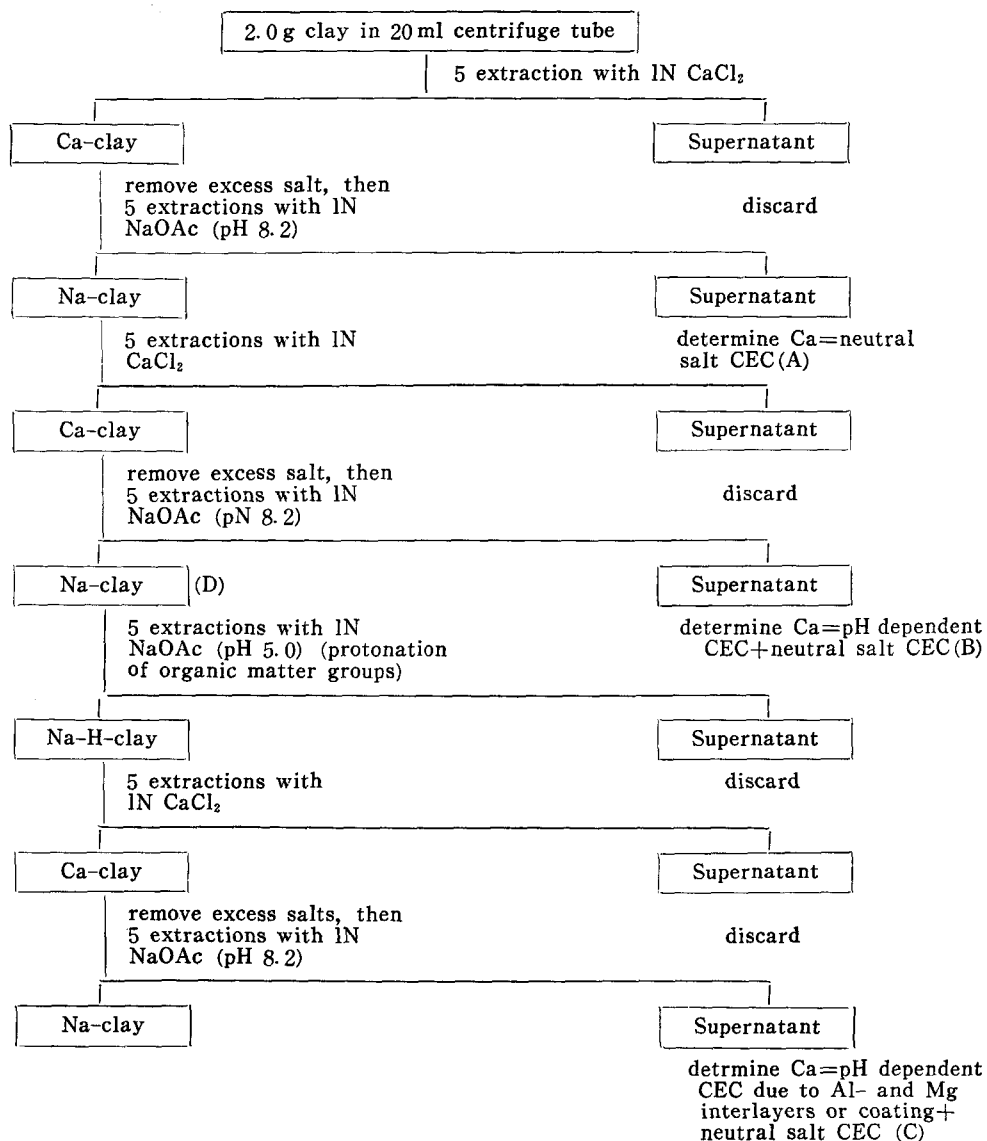 2.0 g clay in 20 ml centrifuge tube
5 extraction with 1N CaCl₂
Ca-clay
Supernatant
remove excess salt, then
5 extractions with 1N
NaOAc (pH 8.2)
discard
Na-clay
Supernatant
5 extractions with 1N
CaCl₂
determine Ca=neutral
salt CEC(A)
Ca-clay
Supernatant
remove excess salt, then
5 extractions with 1N
NaOAc (pN 8.2)
discard
Na-clay (D)
Supernatant
5 extractions with 1N
NaOAc (pH 5.0) (protonation
of organic matter groups)
determine Ca=pH dependent
CEC+neutral salt CEC(B)
Na-H-clay
Supernatant
5 extractions with
1N CaCl₂
discard
Ca-clay
Supernatant
remove excess salts, then
5 extractions with 1N
NaOAc (pH 8.2)
discard
Na-clay
Supernatant
detrmine Ca=pH dependent
CEC due to Al- and Mg
interlayers or coating+
neutral salt CEC (C)